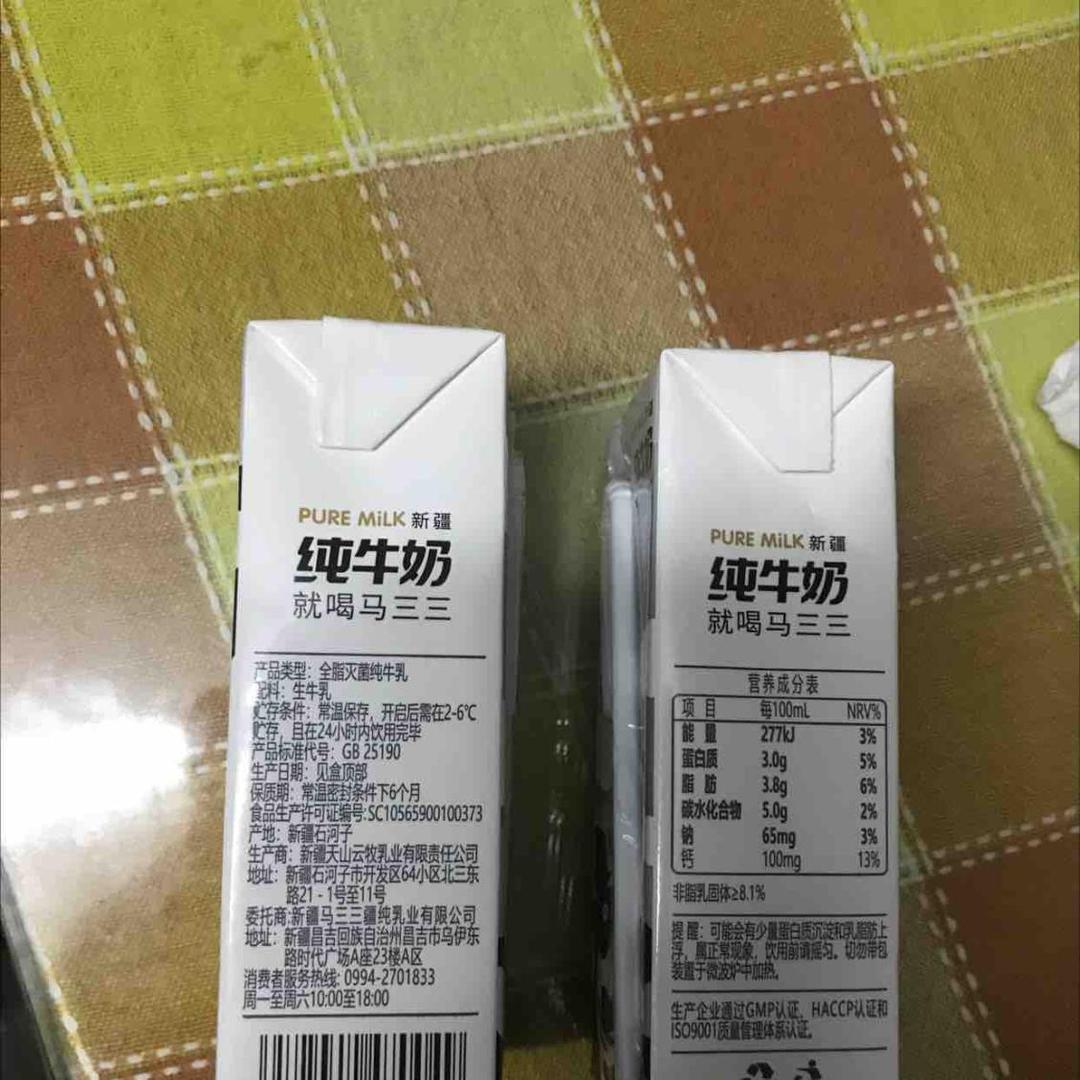 PURE MiLK 新疆
纯牛奶
就喝马三三
产品类型：全脂灭菌纯牛乳
配料：生牛乳
贮存条件：常温保存，开启后需在2-6℃
贮存，且在24小时内饮用完毕
产品标准代号：GB 25190
生产日期：见盒顶部
保质期：常温密封条件下6个月
食品生产许可证编号:SC10565900100373
产地：新疆石河子
生产商：新疆天山云牧乳业有限责任公司
地址：新疆石河子市开发区64小区北三东
路21-1号至11号
委托商:新疆马三三疆纯乳业有限公司
地址：新疆昌吉回族自治州昌吉市乌伊东
路时代广场A座23楼A区
消费者服务热线: 0994-2701833
周一至周六10:00至18:00
PURE MiLK 新疆
纯牛奶
就喝马三三
营养成分表
项 目 每100mL NRV%
能 量 277kJ 3%
蛋白质 3.0g 5%
脂 肪 3.8g 6%
碳水化合物 5.0g 2%
钠 65mg 3%
钙 100mg 13%
非脂乳固体≥8.1%
提醒：可能会有少量蛋白质沉淀和乳脂肪上
浮，属正常现象，饮用前请摇匀。切勿带包
装置于微波炉中加热。
生产企业通过GMP认证、HACCP认证和
ISO9001质量管理体系认证。